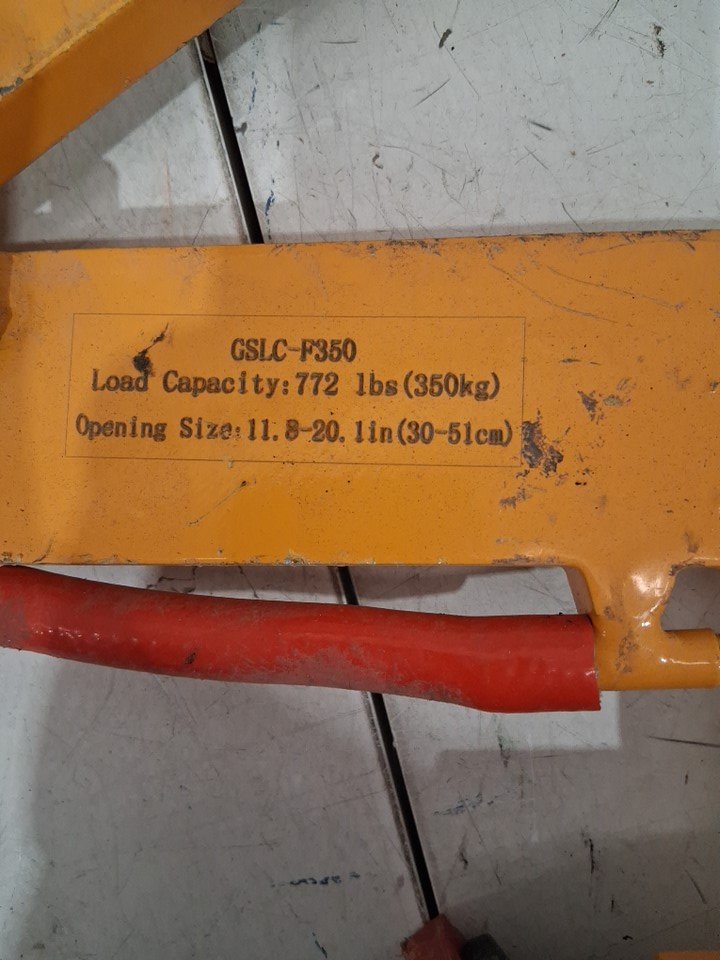 GSLC-F350
Load Capacity:772 lbs(350kg)
Opening Size:11.8-20.1in(30-51cm)